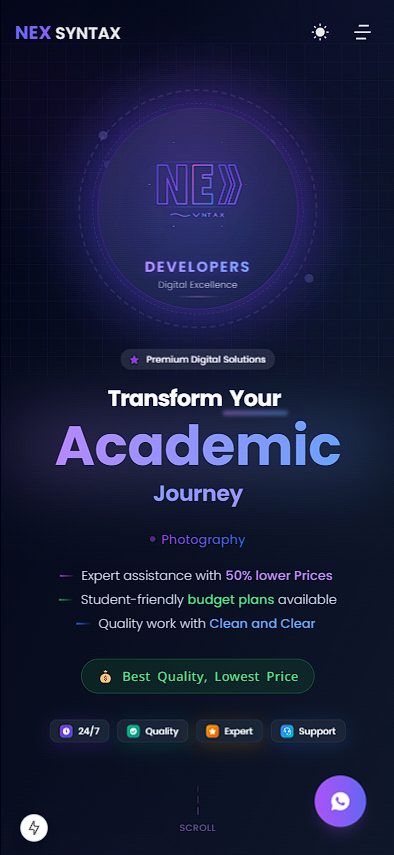 NEX SYNTAX
NE
DEVELOPERS
Digital Excellence
Premium Digital Solutions
Transform Your
Academic
Journey
Photography
Expert assistance with 50% lower Prices
Student-friendly budget plans available
Quality work with Clean and Clear
Best Quality, Lowest Price
24/7 Quality Expert Support
SCROLL